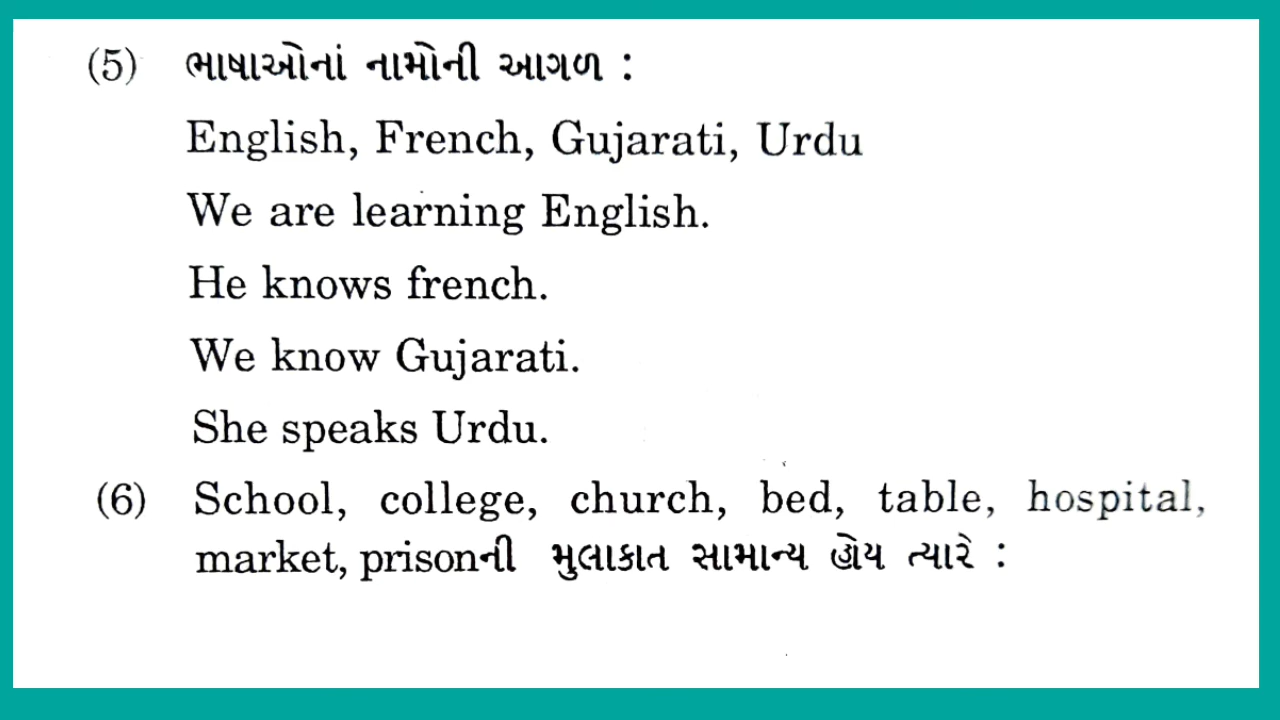 (5) ભાષાઓનાં નામોની આગળ :
English, French, Gujarati, Urdu
We are learning English.
He knows french.
We know Gujarati.
She speaks Urdu.
(6) School, college, church, bed, table, hospital,
market, prisonની મુલાકાત સામાન્ય હોય ત્યારે :